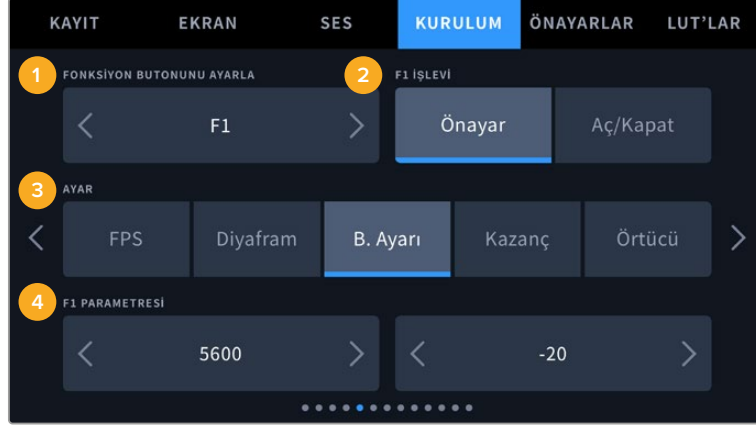 KAYIT EKRAN SES KURULUM ÖNAYARLAR LUT'LAR
1 FONKSİYON BUTONUNU AYARLA 2 F1 İŞLEVİ
F1 Önayar Aç/Kapat
3 AYAR
FPS Diyafram B. Ayarı Kazanç Örtücü
4 F1 PARAMETRESİ
5600 -20